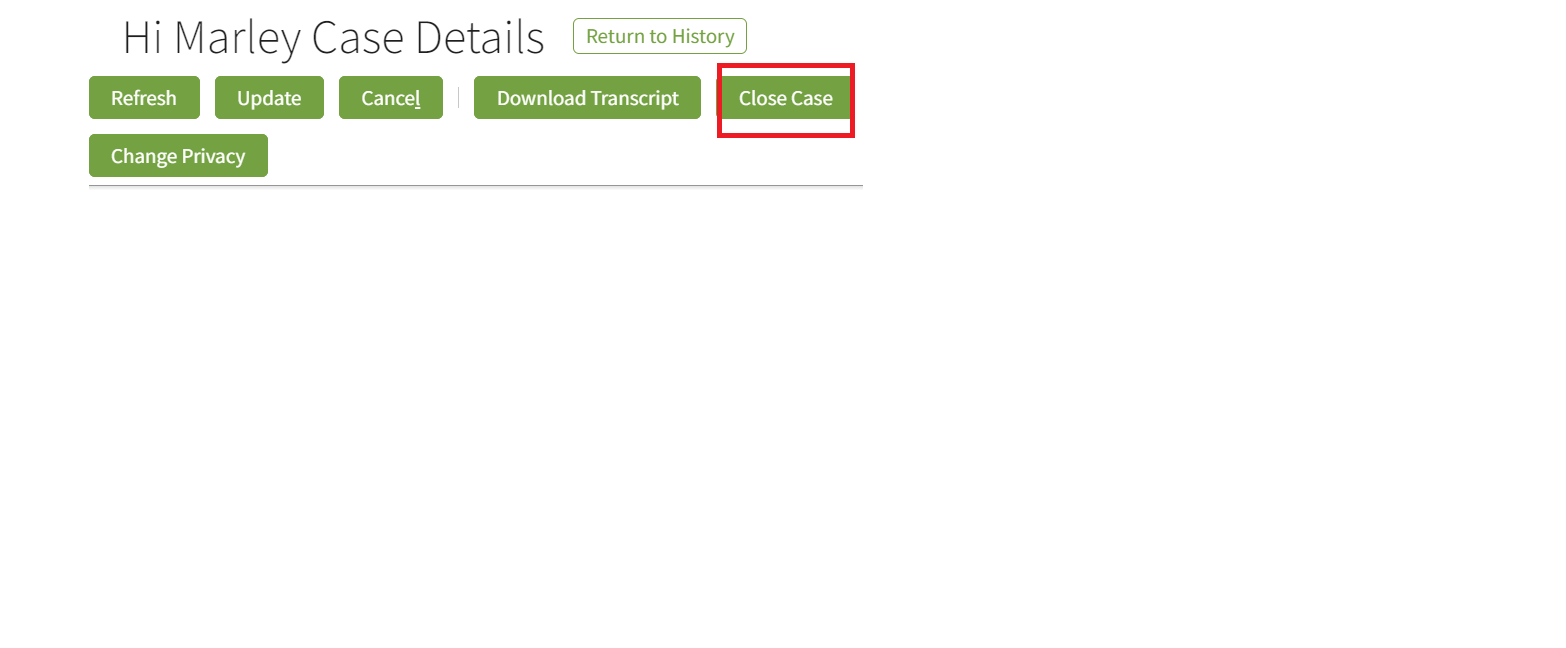 Hi Marley Case Details Return to History
Refresh Update Cancel Download Transcript Close Case
Change Privacy